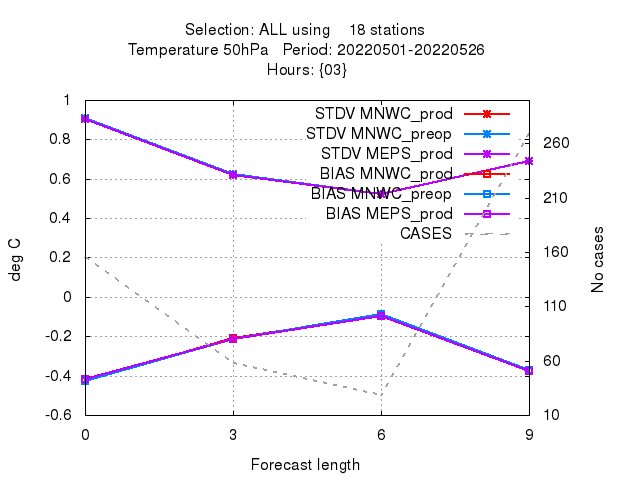 Selection: ALL using 18 stations
Temperature 50hPa Period: 20220501-20220526
Hours: {03}
STDV MNWC_prod
STDV MNWC_preop
STDV MEPS_prod
BIAS MNWC_prod
BIAS MNWC_preop
BIAS MEPS_prod
CASES
1
0.8
0.6
0.4
0.2
0
-0.2
-0.4
-0.6
deg C
260
210
160
110
60
10
No cases
0 3 6 9
Forecast length